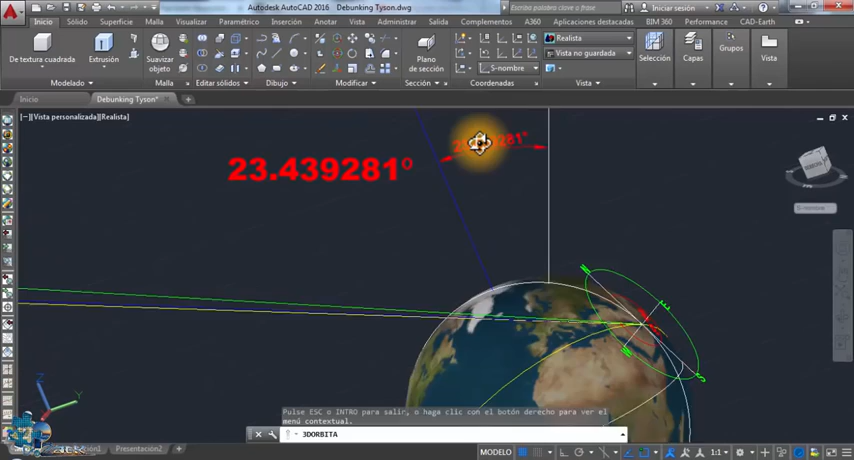 Autodesk AutoCAD 2016 Debunking Tyson.dwg
Escriba palabra clave o frase
Iniciar sesión
Inicio Sólido Superficie Malla Visualizar Paramétrico Inserción Anotar Vista Administrar Salida Complementos A360 Aplicaciones destacadas BIM 360 Performance CAD-Earth
De textura cuadrada
Extrusión
Suavizar objeto
Plano de sección
S-nombre
Realista
Vista no guardada
Selección
Capas
Grupos
Vista
Modelado Malla Editar sólidos Dibujo Modificar Sección Coordenadas Vista
Inicio Debunking Tyson*
[−][Vista personalizada][Realista]
23.439281º
S-nombre
N
E
S
W
Z
Y
Pulse ESC o INTRO para salir, o haga clic con el botón derecho para ver el
menú contextual.
3DORBITA
Presentación2
MODELO
1:1